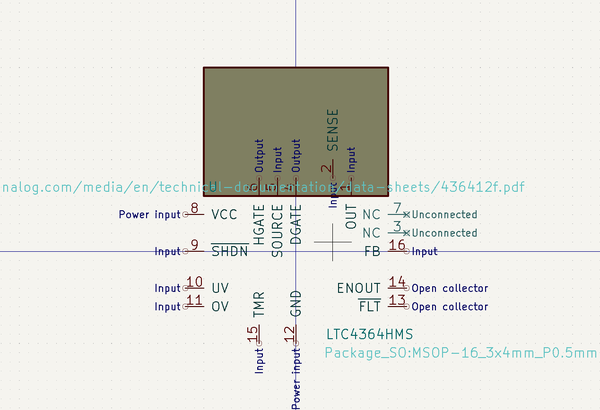 SENSE
2
Output
Input
Output
Input
U
nalog.com/media/en/technical-documentation/data-sheets/436412f.pdf
Input
Power input 8 VCC
HGATE
SOURCE
DGATE
OUT
NC 7 Unconnected
NC 3 Unconnected
Input 9 SHDN
FB 16 Input
Input 10 UV
Input 11 OV
TMR
GND
ENOUT 14 Open collector
FLT 13 Open collector
15
12
LTC4364HMS
Input
Power input
Package_SO:MSOP-16_3x4mm_P0.5mm